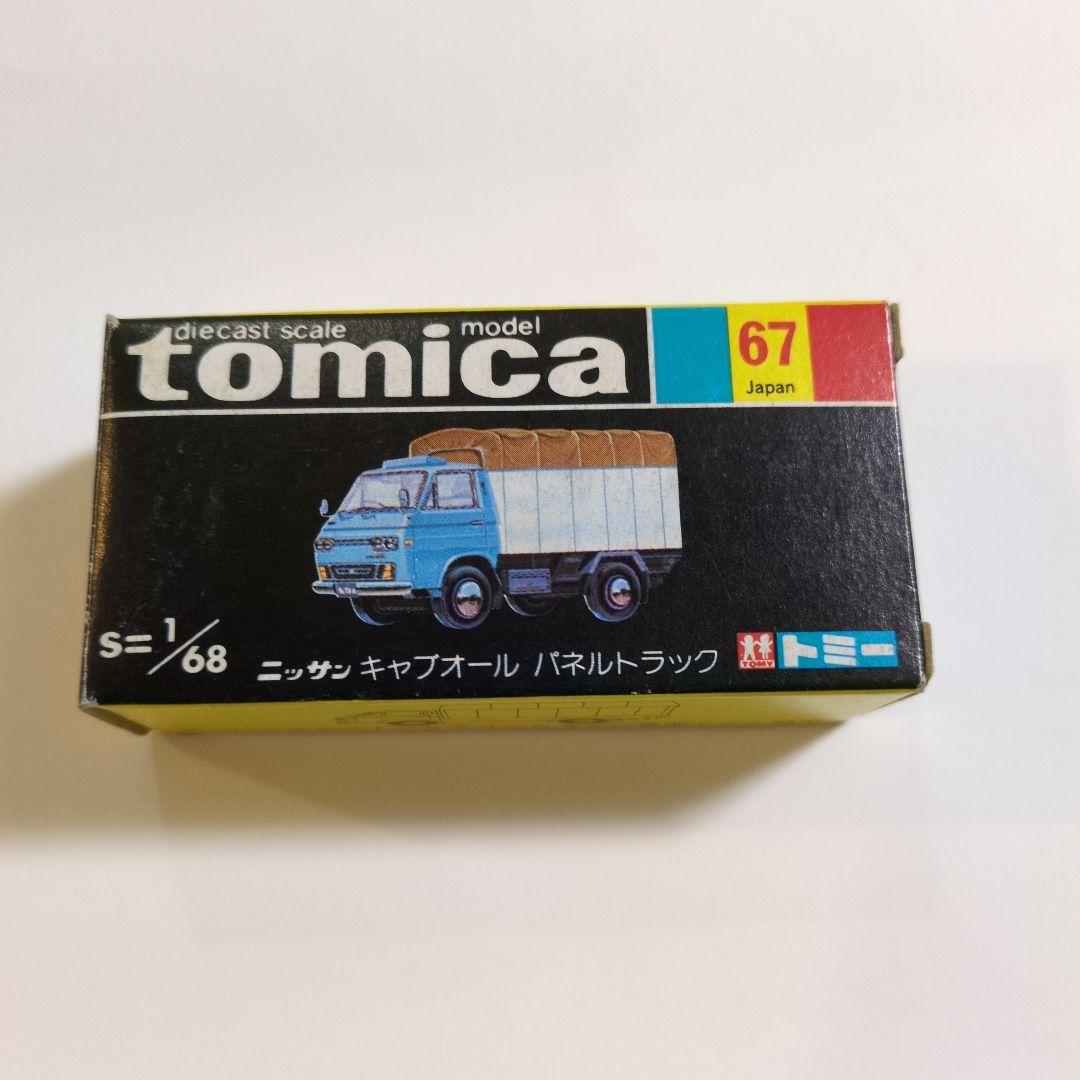 diecast scale model
tomica
67
Japan
S=1/68
ニッサン キャブオール パネルトラック
TOMY
トミー